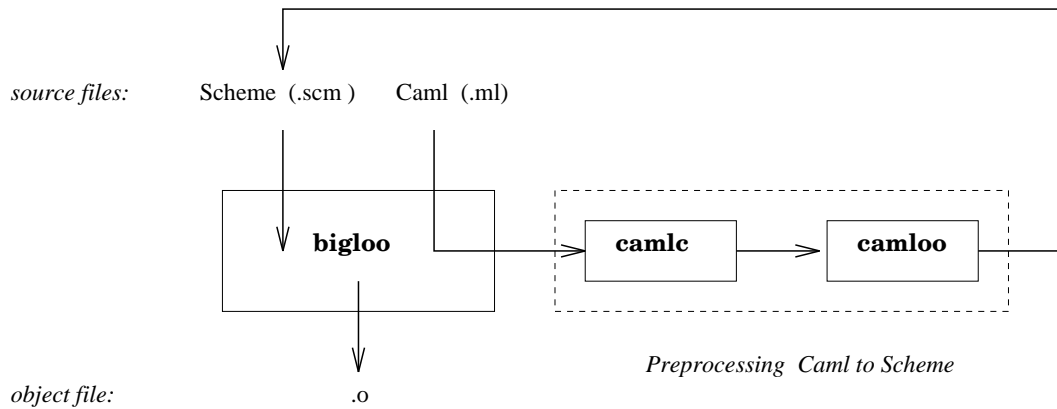 source files: Scheme (.scm ) Caml (.ml)
bigloo camlc camloo
Preprocessing Caml to Scheme
object file: .o